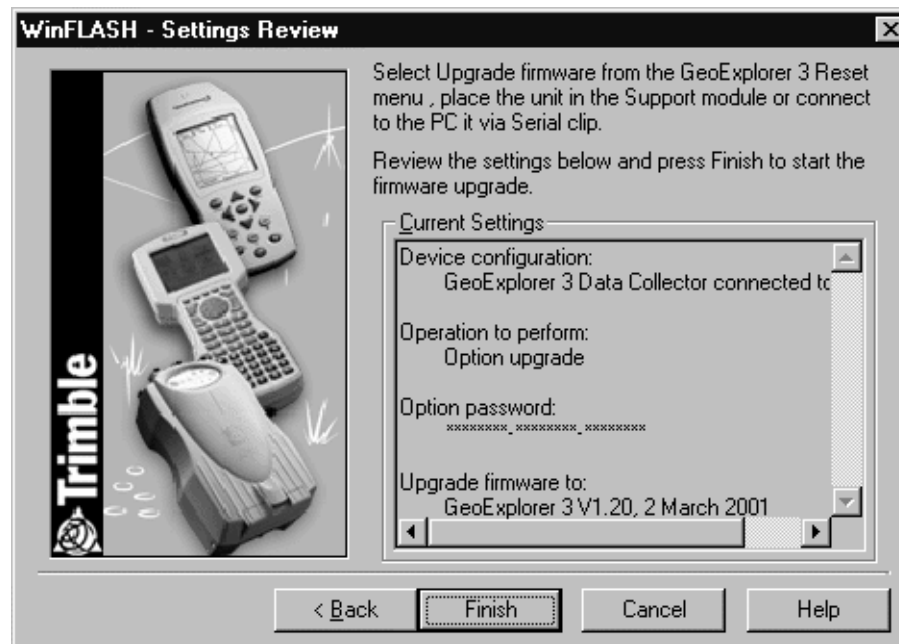 WinFLASH - Settings Review
Trimble
Select Upgrade firmware from the GeoExplorer 3 Reset
menu , place the unit in the Support module or connect
to the PC it via Serial clip.
Review the settings below and press Finish to start the
firmware upgrade.
Current Settings
Device configuration:
GeoExplorer 3 Data Collector connected to
Operation to perform:
Option upgrade
Option password:
xxxxxxxx-xxxxxxxx-xxxxxxxx
Upgrade firmware to:
GeoExplorer 3 V1.20, 2 March 2001
< Back
Finish
Cancel
Help